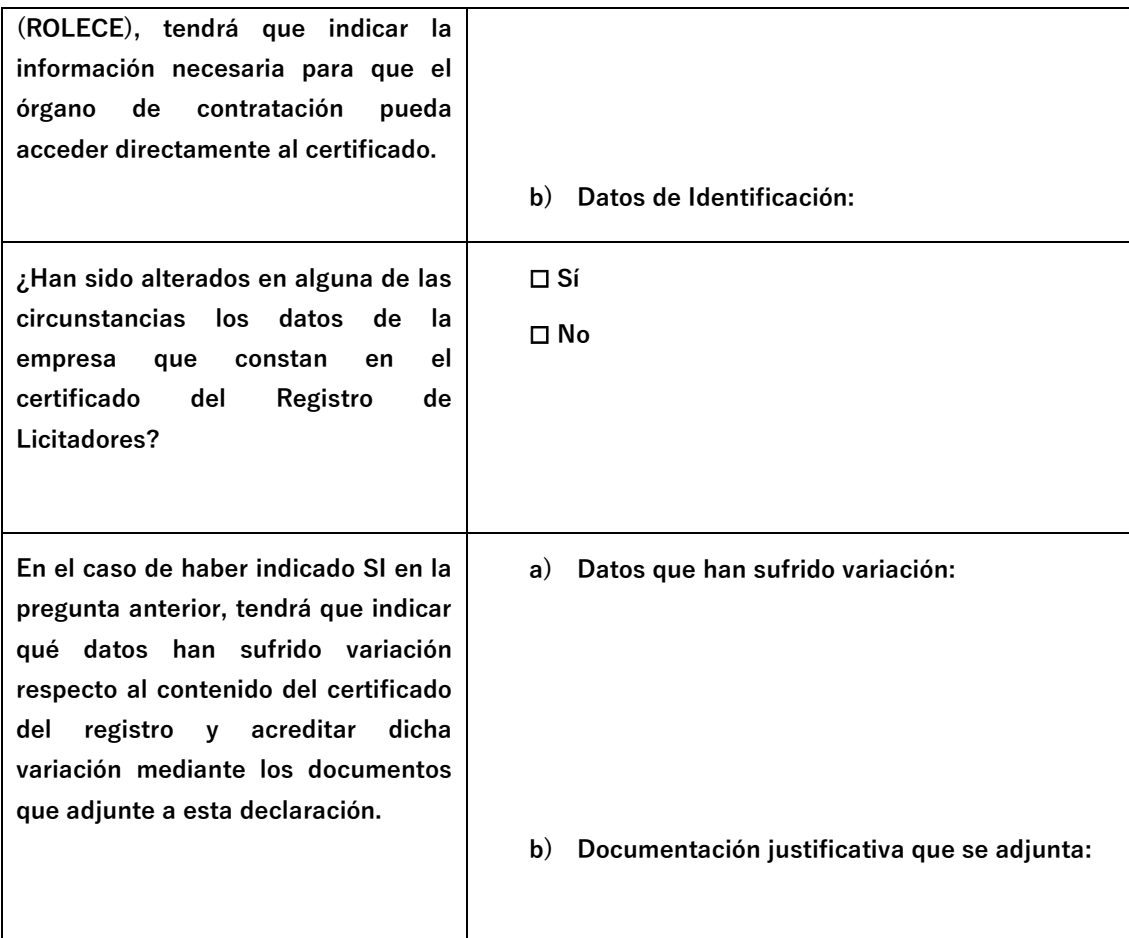 (ROLECE), tendrá que indicar la
información necesaria para que el
órgano de contratación pueda
acceder directamente al certificado.
b) Datos de Identificación:
¿Han sido alterados en alguna de las
circunstancias los datos de la
empresa que constan en el
certificado del Registro de
Licitadores?
☐ Sí
☐ No
En el caso de haber indicado SI en la
pregunta anterior, tendrá que indicar
qué datos han sufrido variación
respecto al contenido del certificado
del registro y acreditar dicha
variación mediante los documentos
que adjunte a esta declaración.
a) Datos que han sufrido variación:
b) Documentación justificativa que se adjunta: